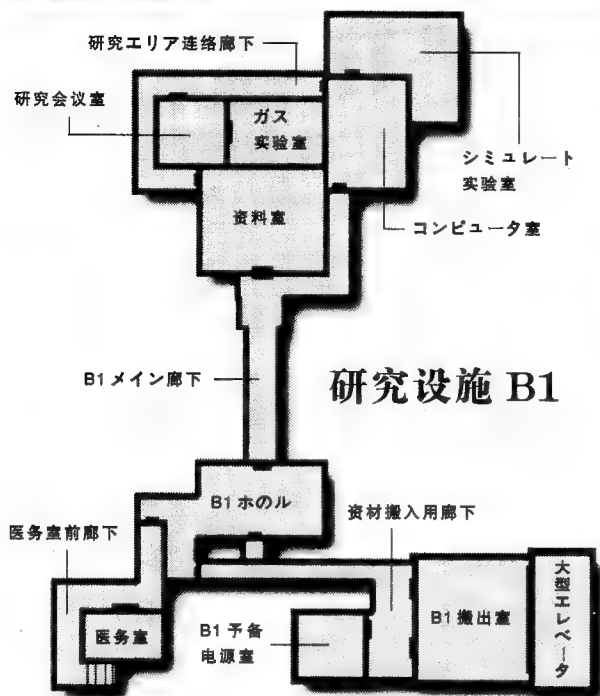 研究エリア连络廊下
研究会议室
ガス
实验室
シミュレート
实验室
资料室
コンピュータ室
B1メイン廊下
研究设施 B1
B1ホのル
资材搬入用廊下
医务室前廊下
大型エレベータ
B1搬出室
B1予备
电源室
医务室